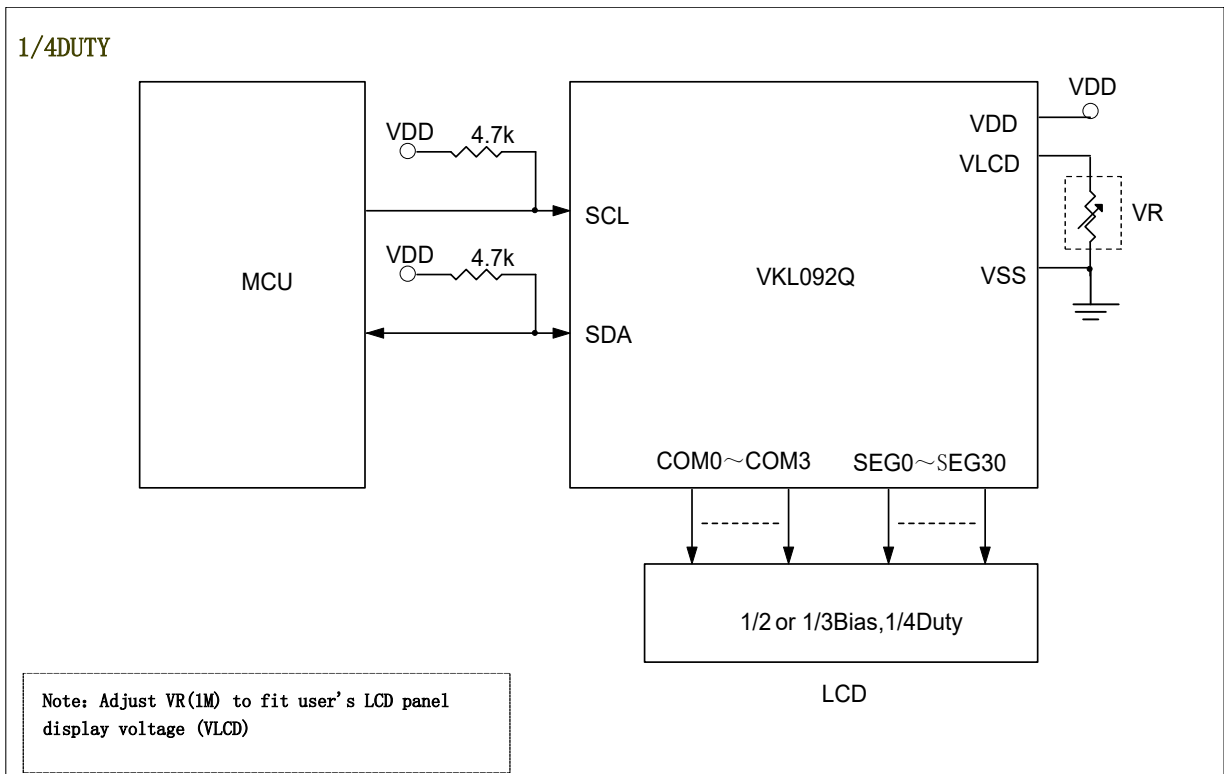 1/4DUTY
VDD
VDD
4.7k
VDD
VLCD
SCL
VR
VDD
4.7k
MCU
VKL092Q
VSS
SDA
COM0～COM3
SEG0～SEG30
1/2 or 1/3Bias,1/4Duty
LCD
Note: Adjust VR(1M) to fit user's LCD panel
display voltage (VLCD)